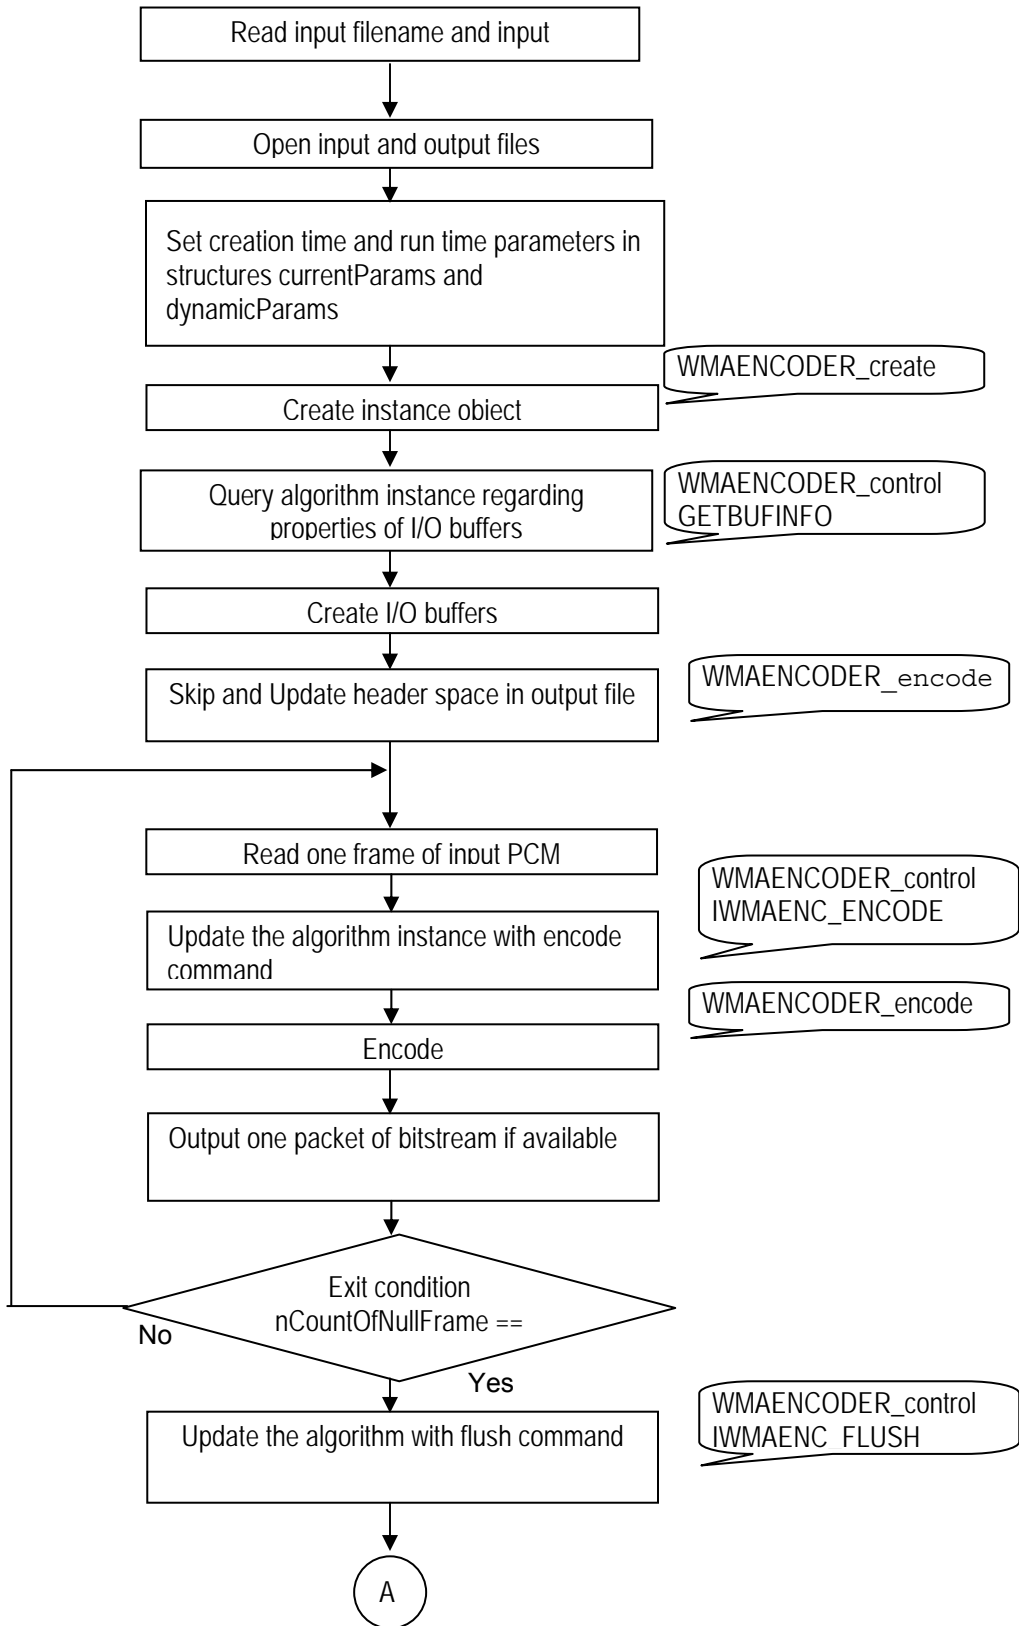 Read input filename and input
Open input and output files
Set creation time and run time parameters in
structures currentParams and
dynamicParams
WMAENCODER_create
Create instance object
Query algorithm instance regarding
properties of I/O buffers
WMAENCODER_control
GETBUFINFO
Create I/O buffers
Skip and Update header space in output file
WMAENCODER_encode
Read one frame of input PCM
WMAENCODER_control
IWMAENC_ENCODE
Update the algorithm instance with encode
command
WMAENCODER_encode
Encode
Output one packet of bitstream if available
Exit condition
nCountOfNullFrame ==
No
Yes
Update the algorithm with flush command
WMAENCODER_control
IWMAENC_FLUSH
A